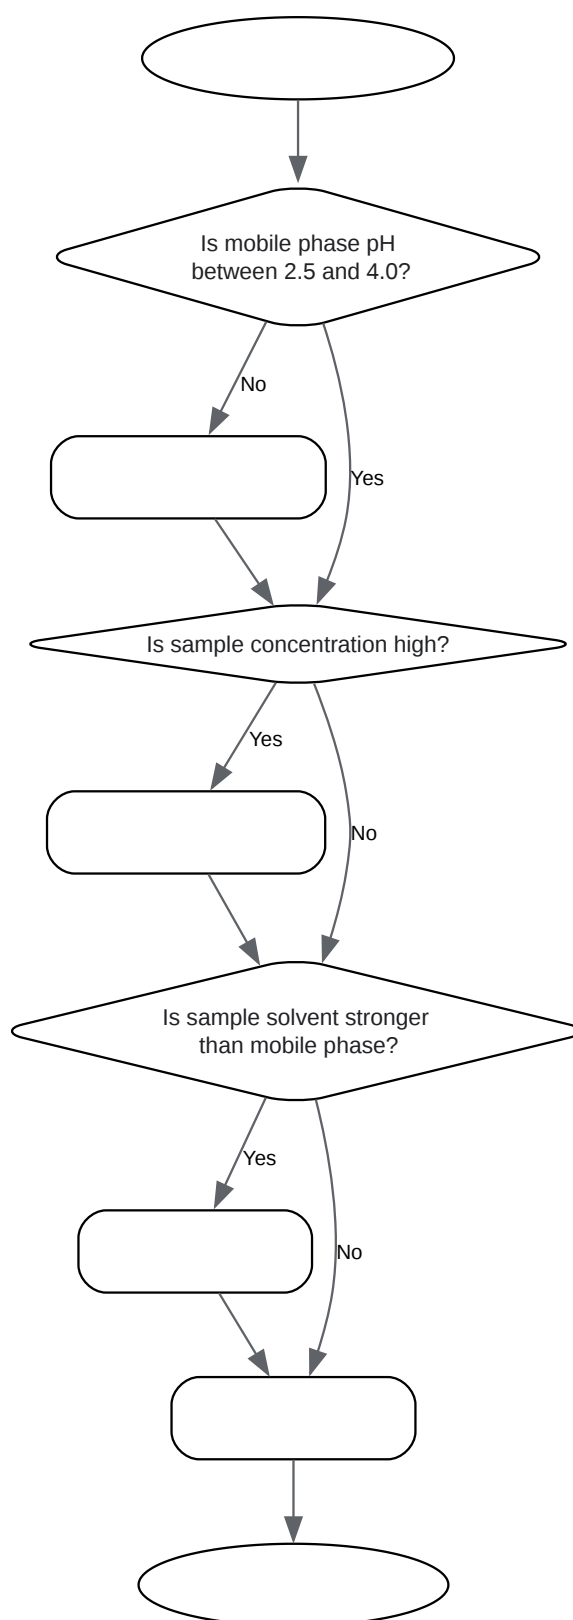 Is mobile phase pH
between 2.5 and 4.0?
No
Yes
Is sample concentration high?
Yes
No
Is sample solvent stronger
than mobile phase?
Yes
No